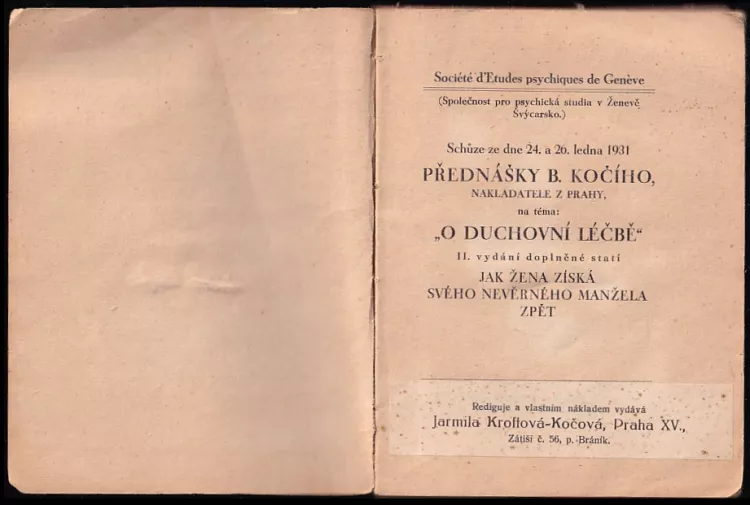 Société d'Etudes psychiques de Genève
(Společnost pro psychická studia v Ženevě
Švýcarsko.)
Schůze ze dne 24. a 26. ledna 1931
PŘEDNÁŠKY B. KOČÍHO,
NAKLADATELE Z PRAHY,
na téma:
„O DUCHOVNÍ LÉČBĚ“
II. vydání doplněné statí
JAK ŽENA ZÍSKÁ
SVÉHO NEVĚRNÉHO MANŽELA
ZPĚT
Rediguje a vlastním nákladem vydává
Jarmila Kroftová-Kočová, Praha XV.,
Zátiší č. 56, p. Bráník.